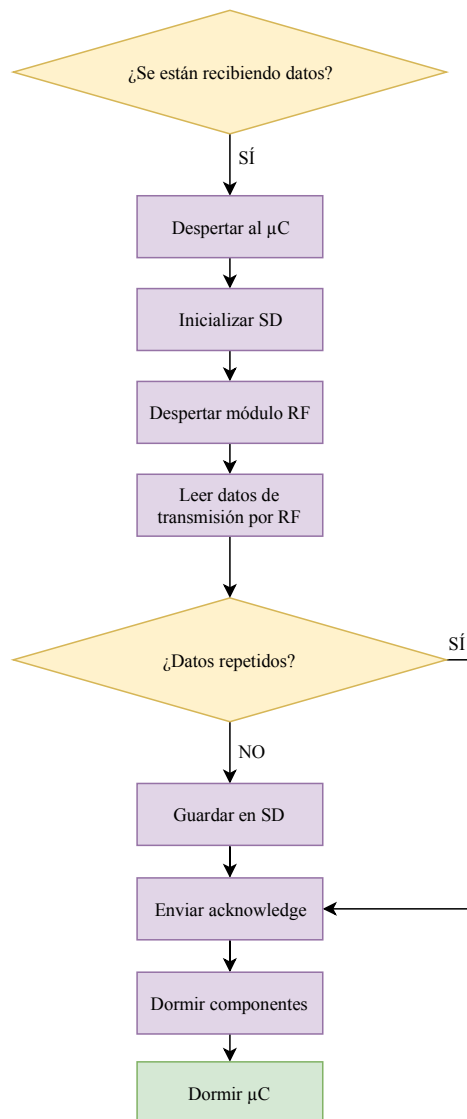 ¿Se están recibiendo datos?
SÍ
Despertar al µC
Inicializar SD
Despertar módulo RF
Leer datos de
transmisión por RF
¿Datos repetidos?
SÍ
NO
Guardar en SD
Enviar acknowledge
Dormir componentes
Dormir µC